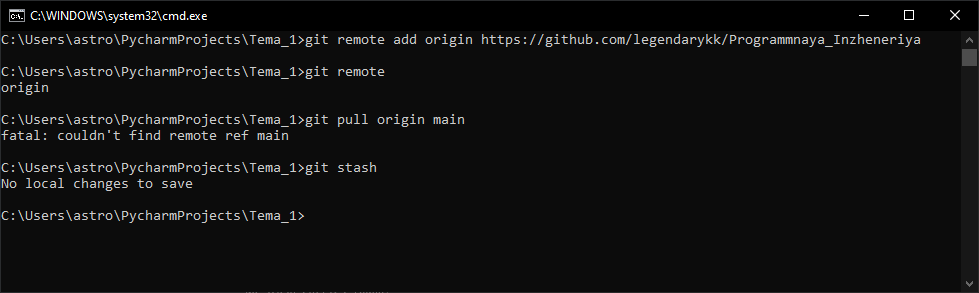 C:\WINDOWS\system32\cmd.exe
C:\Users\astro\PycharmProjects\Tema_1>git remote add origin https://github.com/legendarykk/Programmnaya_Inzheneriya
C:\Users\astro\PycharmProjects\Tema_1>git remote
origin
C:\Users\astro\PycharmProjects\Tema_1>git pull origin main
fatal: couldn't find remote ref main
C:\Users\astro\PycharmProjects\Tema_1>git stash
No local changes to save
C:\Users\astro\PycharmProjects\Tema_1>